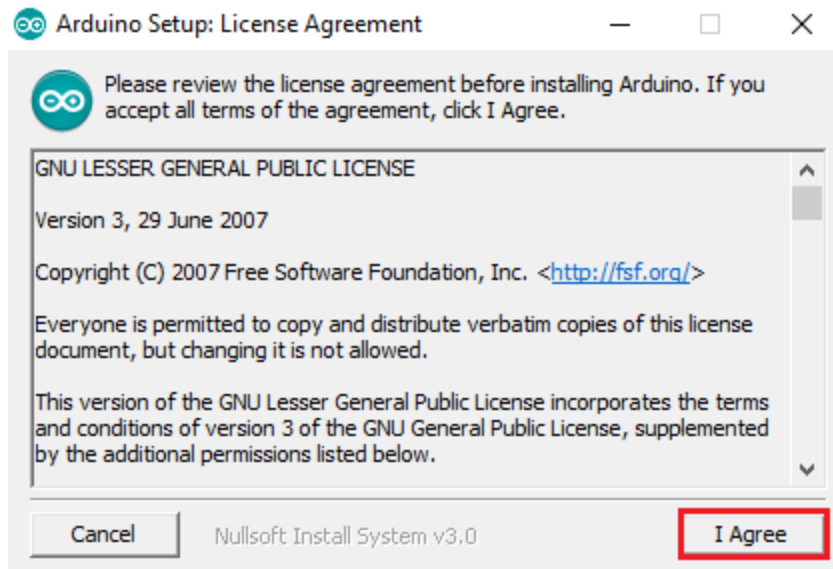 Arduino Setup: License Agreement
Please review the license agreement before installing Arduino. If you
accept all terms of the agreement, click I Agree.
GNU LESSER GENERAL PUBLIC LICENSE
Version 3, 29 June 2007
Copyright (C) 2007 Free Software Foundation, Inc. <http://fsf.org/>
Everyone is permitted to copy and distribute verbatim copies of this license
document, but changing it is not allowed.
This version of the GNU Lesser General Public License incorporates the terms
and conditions of version 3 of the GNU General Public License, supplemented
by the additional permissions listed below.
Cancel
Nullsoft Install System v3.0
I Agree